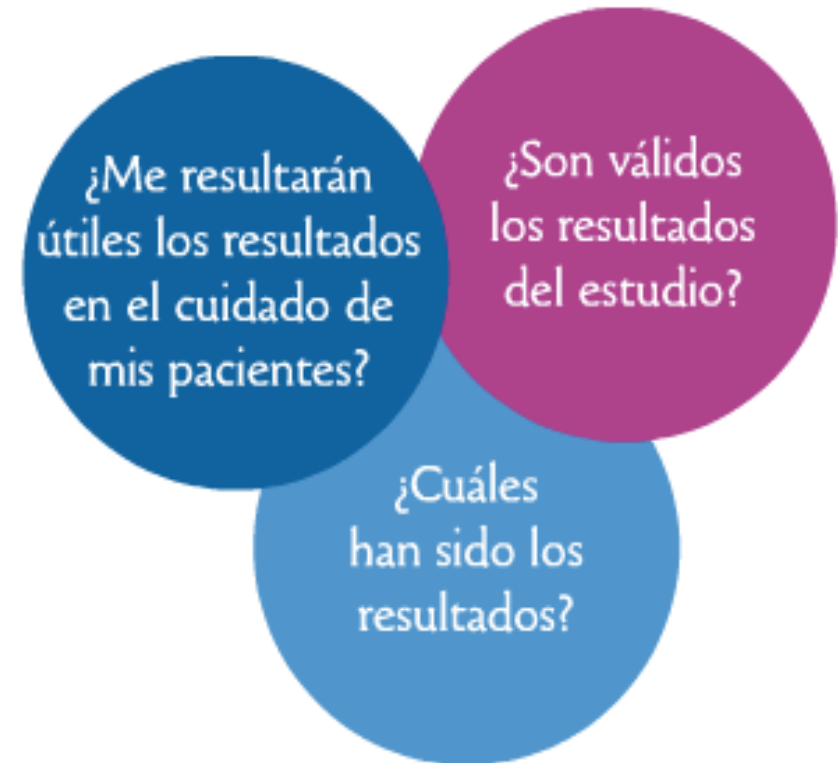 ¿Me resultarán
útiles los resultados
en el cuidado de
mis pacientes?
¿Son válidos
los resultados
del estudio?
¿Cuáles
han sido los
resultados?